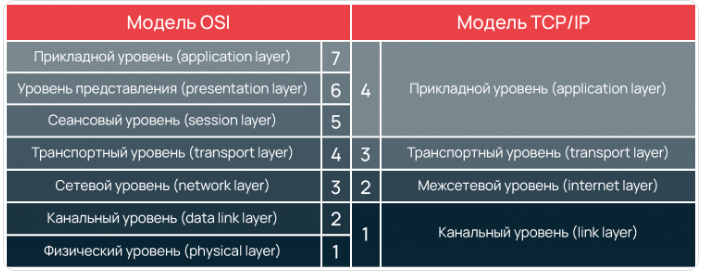 Модель OSI
Модель TCP/IP
Прикладной уровень (application layer) 7
Уровень представления (presentation layer) 6
Сеансовый уровень (session layer) 5
4 Прикладной уровень (application layer)
Транспортный уровень (transport layer) 4
3 Транспортный уровень (transport layer)
Сетевой уровень (network layer) 3
2 Межсетевой уровень (internet layer)
Канальный уровень (data link layer) 2
Физический уровень (physical layer) 1
1 Канальный уровень (link layer)